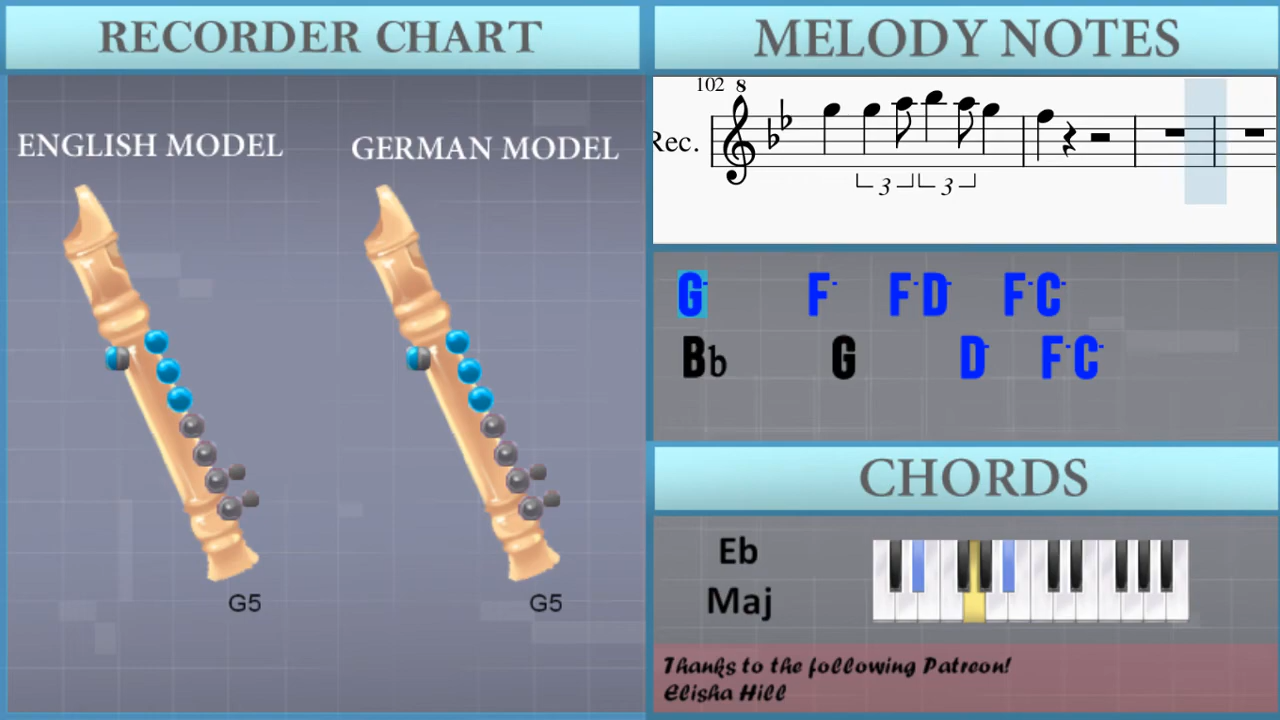 RECORDER CHART
ENGLISH MODEL
GERMAN MODEL
G5
G5
MELODY NOTES
102 8
Rec.
3 3
G· F· F·D· F·C·
Bb G D· F·C·
CHORDS
Eb
Maj
Thanks to the following Patreon!
Elisha Hill